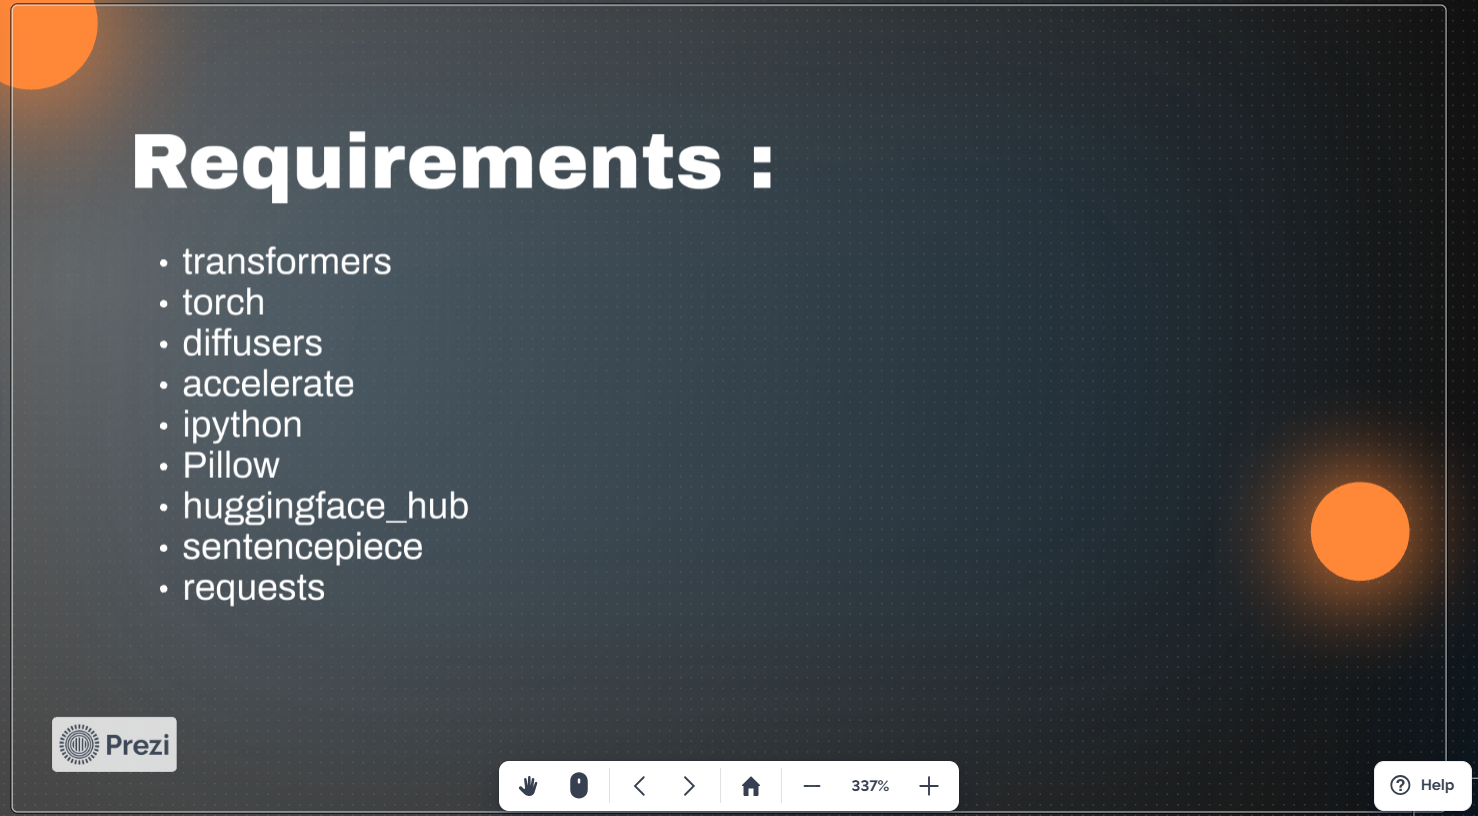 Requirements :
• transformers
• torch
• diffusers
• accelerate
• ipython
• Pillow
• huggingface_hub
• sentencepiece
• requests
Prezi
337%
Help